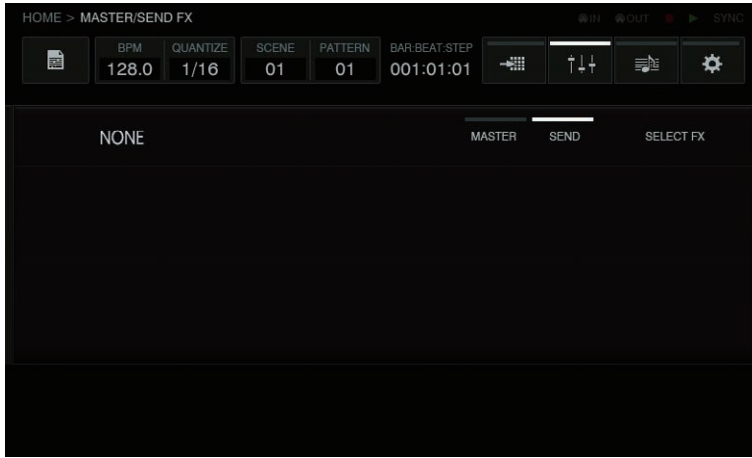 HOME > MASTER/SEND FX IN OUT SYNC
BPM QUANTIZE SCENE PATTERN BAR:BEAT:STEP
128.0 1/16 01 01 001:01:01
NONE MASTER SEND SELECT FX